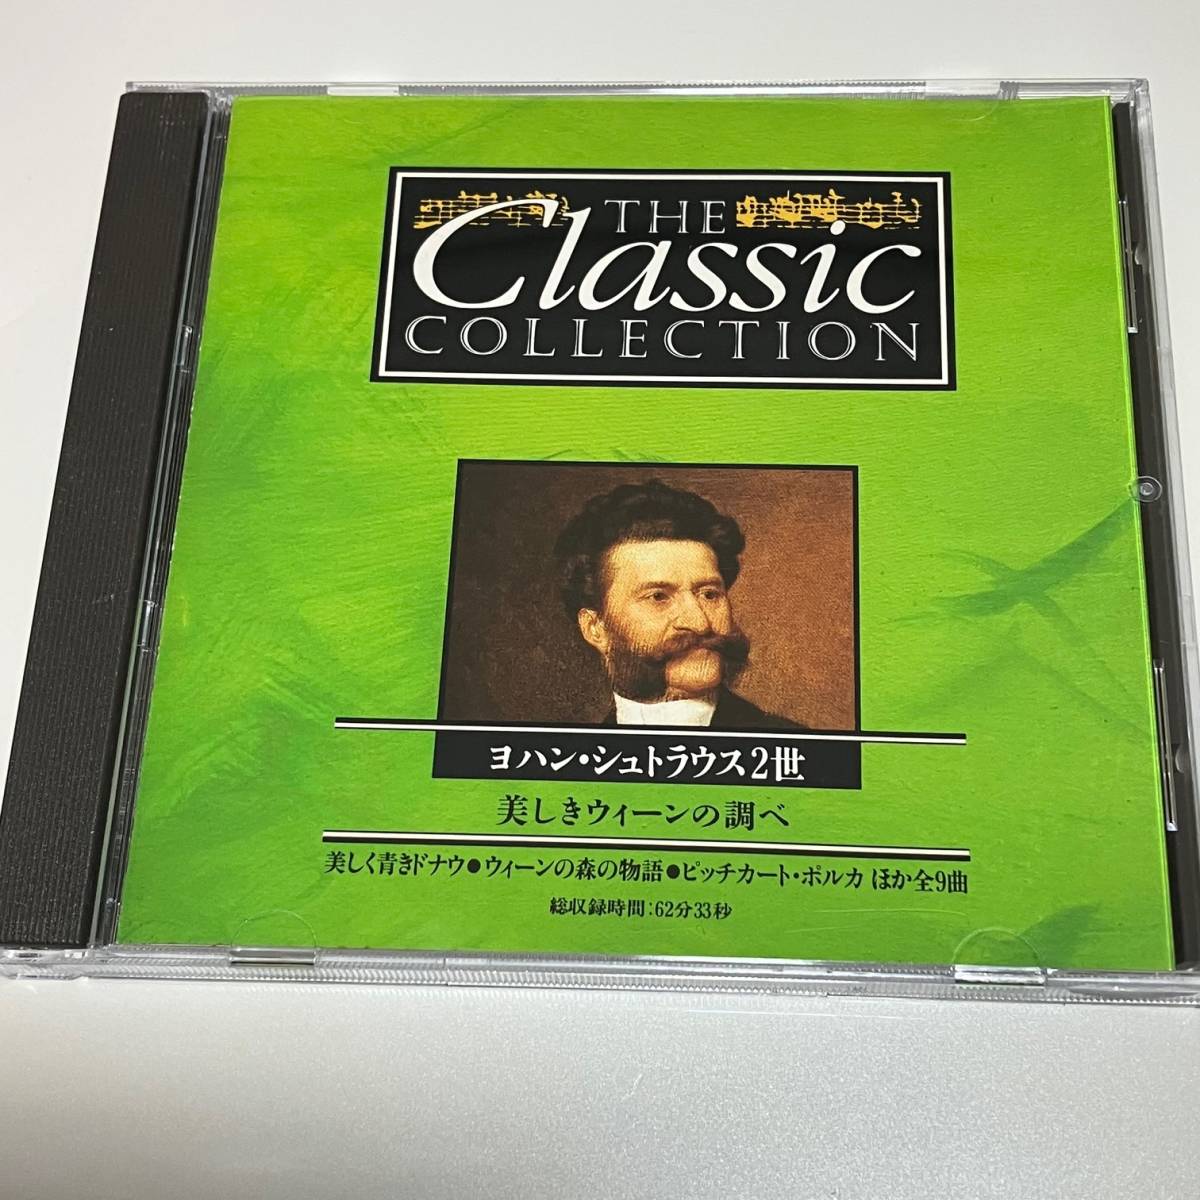 THE
Classic
COLLECTION
ヨハン・シュトラウス2世
美しきウィーンの調べ
美しく青きドナウ●ウィーンの森の物語●ピッチカート・ポルカ ほか全9曲
総収録時間:62分33秒